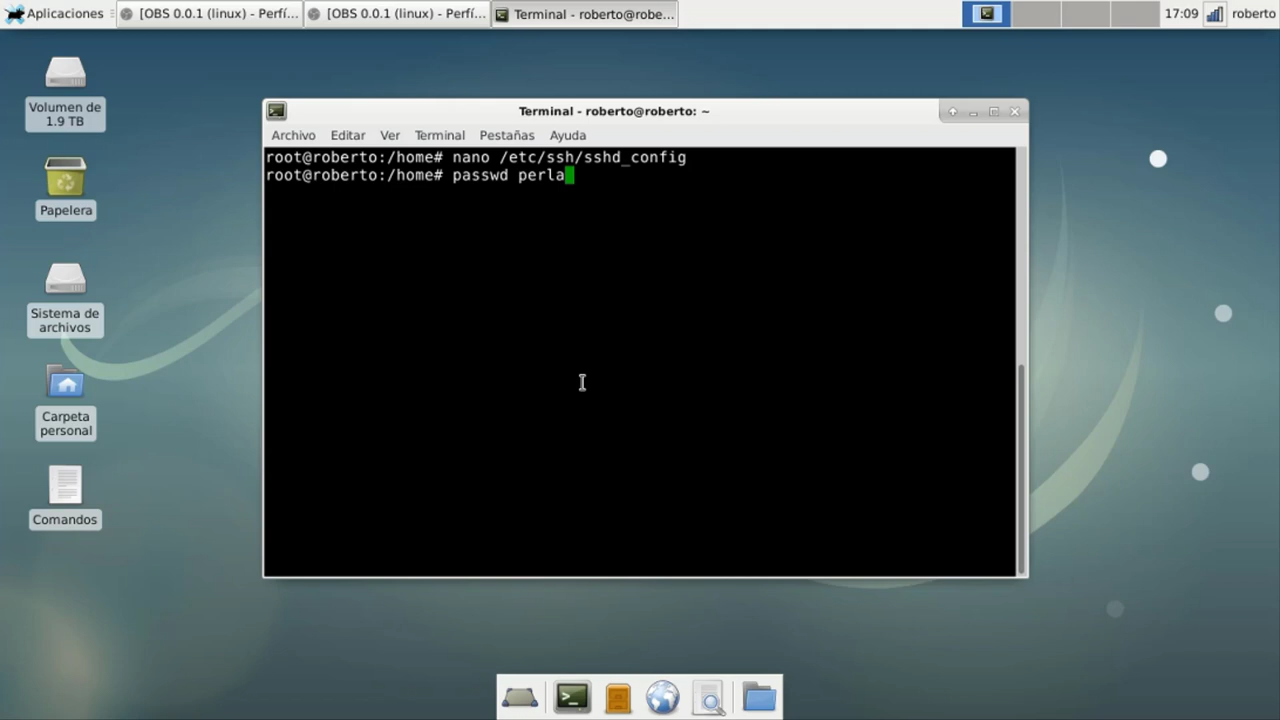 Aplicaciones
[OBS 0.0.1 (linux) - Perfí...
[OBS 0.0.1 (linux) - Perfí...
Terminal - roberto@robe...
17:09
roberto
Volumen de
1.9 TB
Papelera
Sistema de
archivos
Carpeta
personal
Comandos
Terminal - roberto@roberto: ~
Archivo Editar Ver Terminal Pestañas Ayuda
root@roberto:/home# nano /etc/ssh/sshd_config
root@roberto:/home# passwd perla